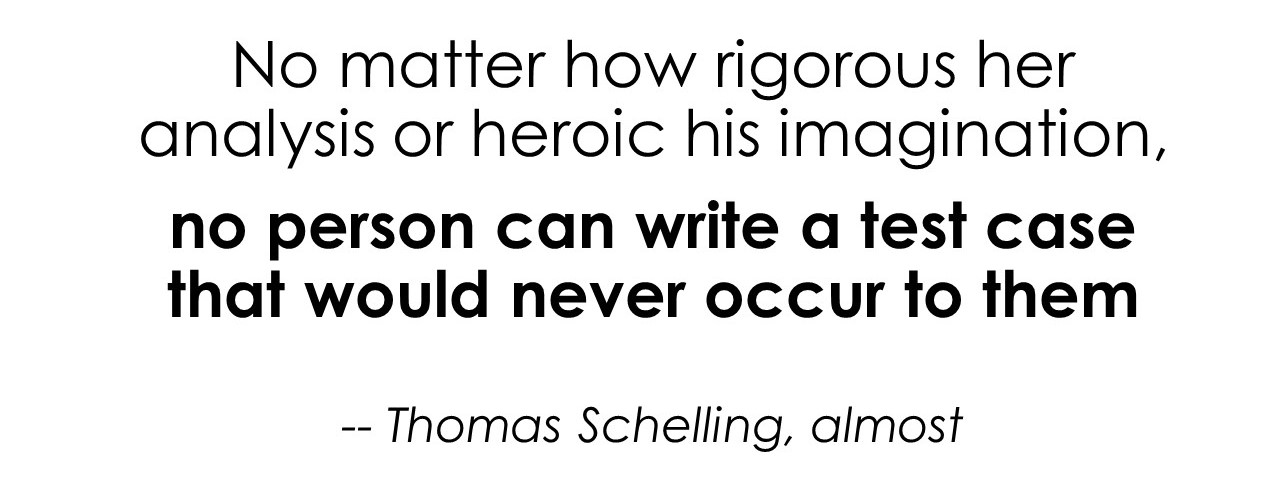 No matter how rigorous her
analysis or heroic his imagination,
no person can write a test case
that would never occur to them
-- Thomas Schelling, almost